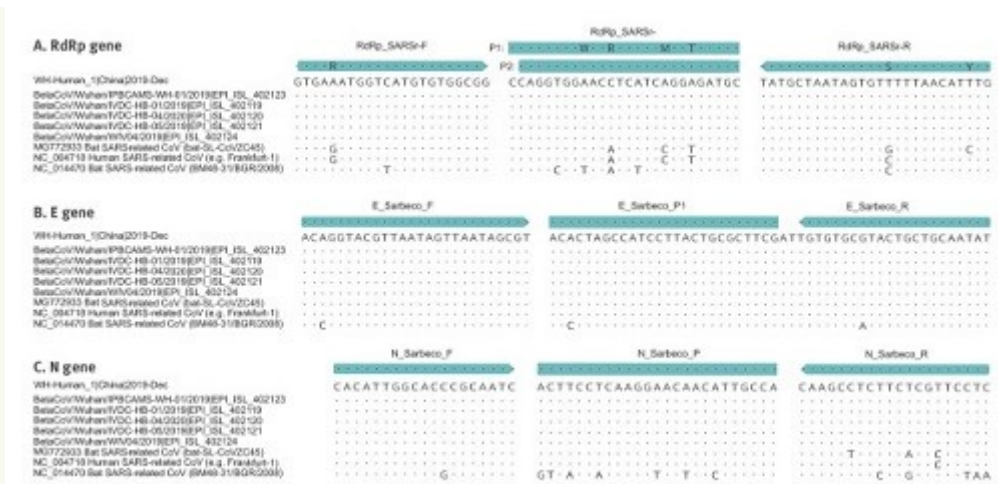 A. RdRp gene
RdRp_SARSr-F
RdRp_SARSr-
RdRp_SARSr-R
P1: W R M T
P2:
R
S Y
WH-Human_1|China|2019-Dec GTGAAATGGTCATGTGTGGCGG CCAGGTGGAACCTCATCAGGAGATGC TATGCTAATAGTGTTTTTAACATTTG
BetaCoV/Wuhan/IPBCAMS-WH-01/2019|EPI_ISL_402123
BetaCoV/Wuhan/IVDC-HB-01/2019|EPI_ISL_402119
BetaCoV/Wuhan/IVDC-HB-04/2020|EPI_ISL_402120
BetaCoV/Wuhan/IVDC-HB-05/2019|EPI_ISL_402121
BetaCoV/Wuhan/WIV04/2019|EPI_ISL_402124
MG772933 Bat SARS-related CoV (bat-SL-CoVZC45) G A C T G C
NC_004718 Human SARS-related CoV (e.g. Frankfurt-1) G A C T C
NC_014470 Bat SARS-related CoV (BM48-31/BGR/2008) T C T A T C
B. E gene
E_Sarbeco_F E_Sarbeco_P1 E_Sarbeco_R
WH-Human_1|China|2019-Dec ACAGGTACGTTAATAGTTAATAGCGT ACACTAGCCATCCTTACTGCGCTTCGATTGTGTGCGTACTGCTGCAATAT
BetaCoV/Wuhan/IPBCAMS-WH-01/2019|EPI_ISL_402123
BetaCoV/Wuhan/IVDC-HB-01/2019|EPI_ISL_402119
BetaCoV/Wuhan/IVDC-HB-04/2020|EPI_ISL_402120
BetaCoV/Wuhan/IVDC-HB-05/2019|EPI_ISL_402121
BetaCoV/Wuhan/WIV04/2019|EPI_ISL_402124
MG772933 Bat SARS-related CoV (bat-SL-CoVZC45)
NC_004718 Human SARS-related CoV (e.g. Frankfurt-1)
NC_014470 Bat SARS-related CoV (BM48-31/BGR/2008) C C A
C. N gene
N_Sarbeco_F N_Sarbeco_P N_Sarbeco_R
WH-Human_1|China|2019-Dec CACATTGGCACCCGCAATC ACTTCCTCAAGGAACAACATTGCCA CAAGCCTCTTCTCGTTCCTC
BetaCoV/Wuhan/IPBCAMS-WH-01/2019|EPI_ISL_402123
BetaCoV/Wuhan/IVDC-HB-01/2019|EPI_ISL_402119
BetaCoV/Wuhan/IVDC-HB-04/2020|EPI_ISL_402120
BetaCoV/Wuhan/IVDC-HB-05/2019|EPI_ISL_402121
BetaCoV/Wuhan/WIV04/2019|EPI_ISL_402124
MG772933 Bat SARS-related CoV (bat-SL-CoVZC45) T A C
NC_004718 Human SARS-related CoV (e.g. Frankfurt-1) C
NC_014470 Bat SARS-related CoV (BM48-31/BGR/2008) G GT A A T T C C G TAA